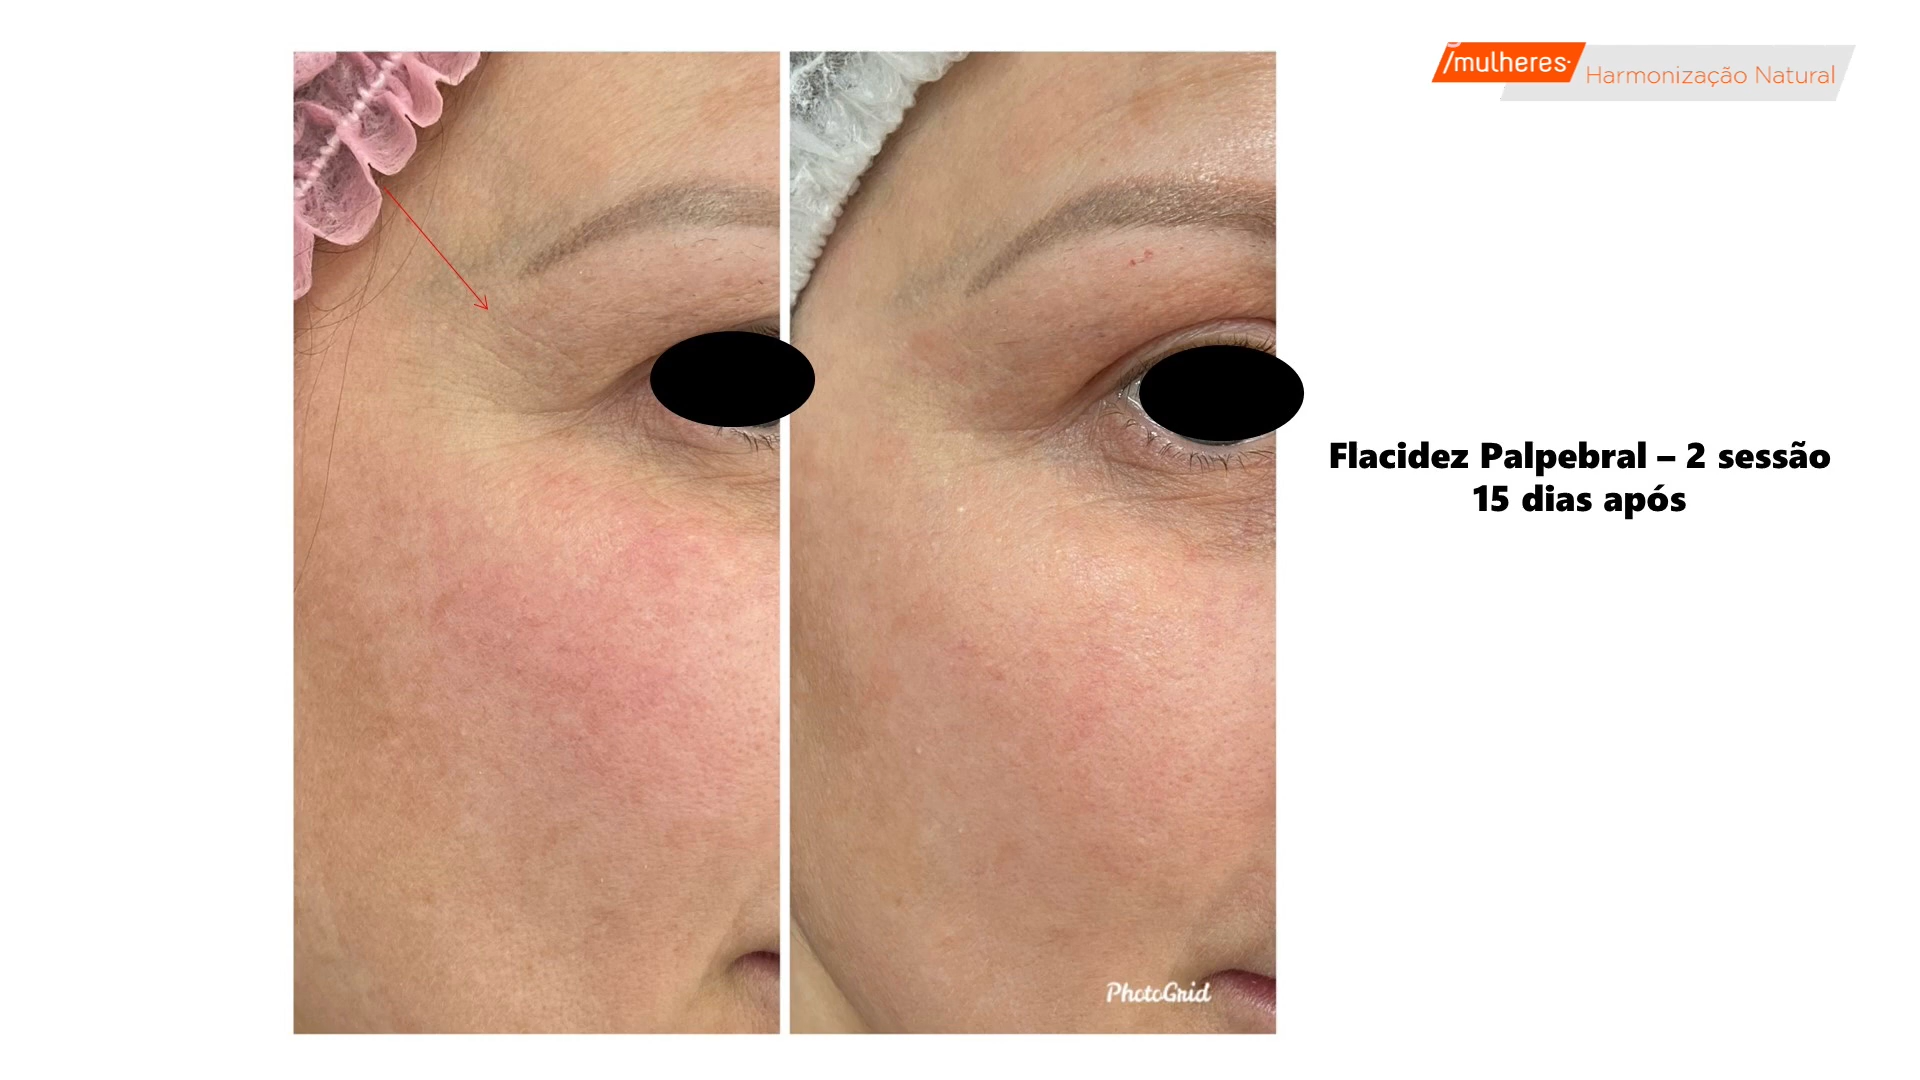 /mulheres·
Harmonização Natural
Flacidez Palpebral – 2 sessão
15 dias após
PhotoGrid